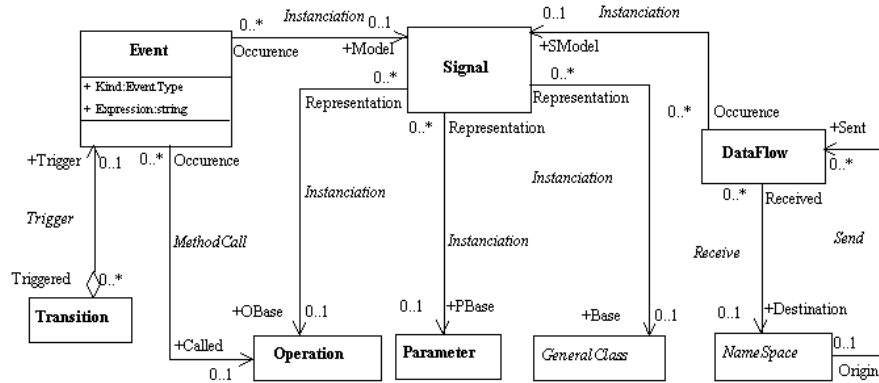 Instanciation
Instanciation
0..*
0..1
0..1
Event
Occurence
+Model
+SModel
Signal
+ Kind:EventType
+ Expression:string
0..*
0..*
Representation
Representation
0..*
Representation
0..*
Occurence
+Sent
+Trigger
0..1
0..*
Occurence
DataFlow
0..*
0..*
Received
Instanciation
Instanciation
Trigger
MethodCall
Instanciation
Receive
Send
Triggered
0..*
+OBase
0..1
0..1
+PBase
+Base
0..1
0..1
+Destination
Transition
+Called
0..1
Operation
Parameter
GeneralClass
NameSpace
0..1
Origin